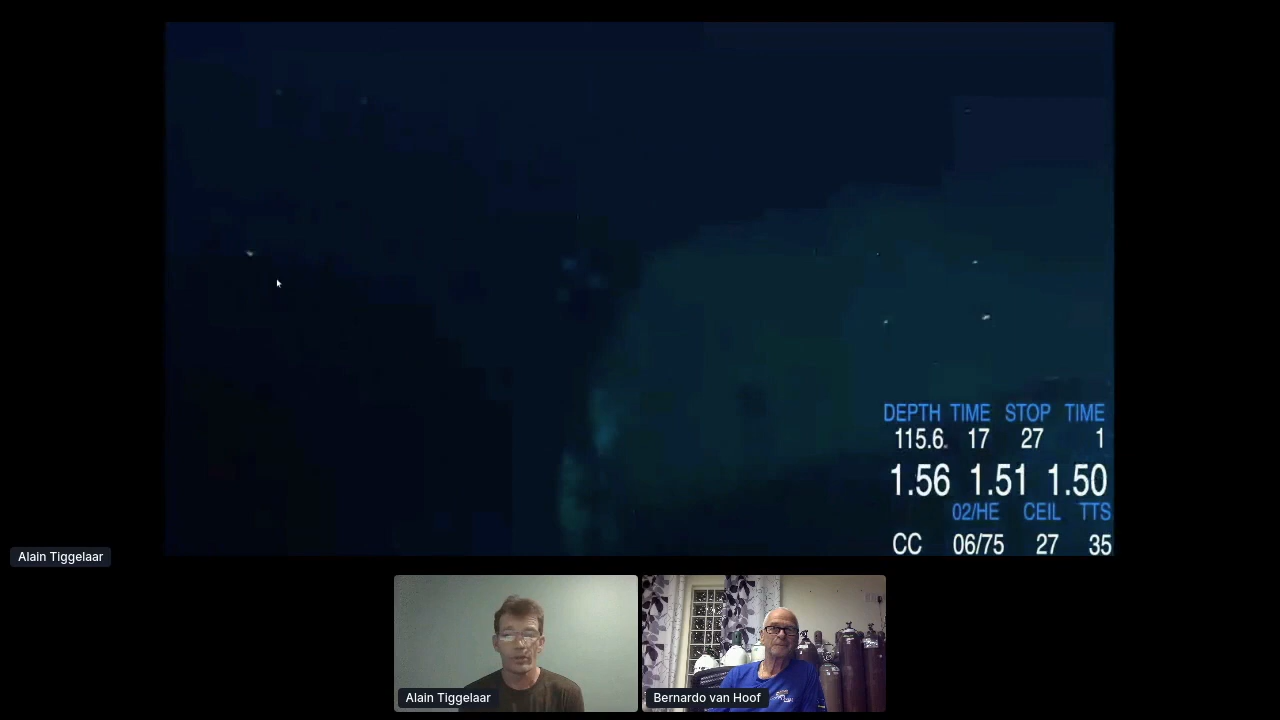 DEPTH TIME STOP TIME
115.6 17 27 1
1.56 1.51 1.50
02/HE CEIL TTS
CC 06/75 27 35
Alain Tiggelaar
Alain Tiggelaar
Bernardo van Hoof